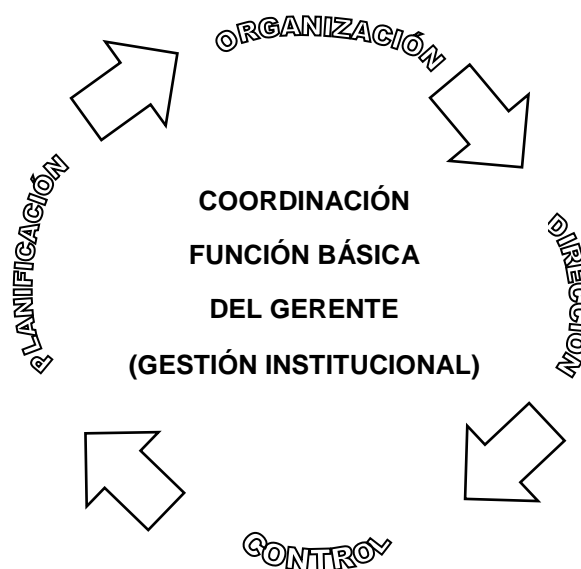 ORGANIZACIÓN
PLANIFICACIÓN
COORDINACIÓN
FUNCIÓN BÁSICA
DEL GERENTE
(GESTIÓN INSTITUCIONAL)
DIRECCIÓN
CONTROL